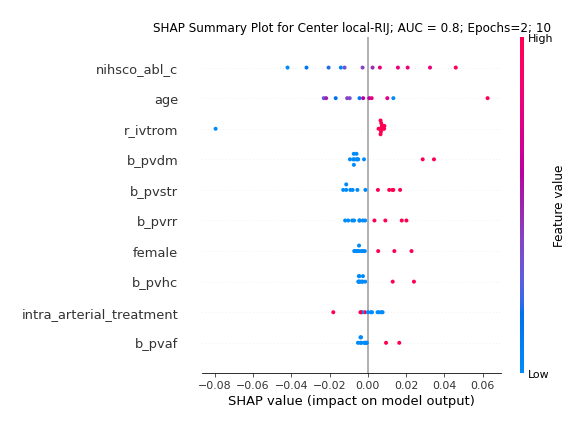 SHAP Summary Plot for Center local-RIJ; AUC = 0.8; Epochs=2; 10
High
nihsco_abl_c
age
r_ivtrom
b_pvdm
b_pvstr
b_pvrr
female
b_pvhc
intra_arterial_treatment
b_pvaf
Feature value
Low
−0.08 −0.06 −0.04 −0.02 0.00 0.02 0.04 0.06
SHAP value (impact on model output)